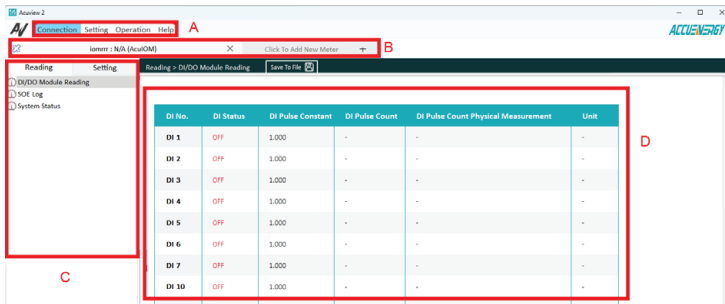 Acuview 2
AV Connection Setting Operation Help A ACCUENERGY
iomrr : N/A (AcuIOM) × Click To Add New Meter + B
Reading Setting Reading > DI/DO Module Reading Save To File
DI/DO Module Reading
SOE Log
System Status
DI No. DI Status DI Pulse Constant DI Pulse Count DI Pulse Count Physical Measurement Unit
D
DI 1 OFF 1.000 - - -
DI 2 OFF 1.000 - - -
DI 3 OFF 1.000 - - -
DI 4 OFF 1.000 - - -
DI 5 OFF 1.000 - - -
DI 6 OFF 1.000 - - -
DI 7 OFF 1.000 - - -
C
DI 10 OFF 1.000 - - -